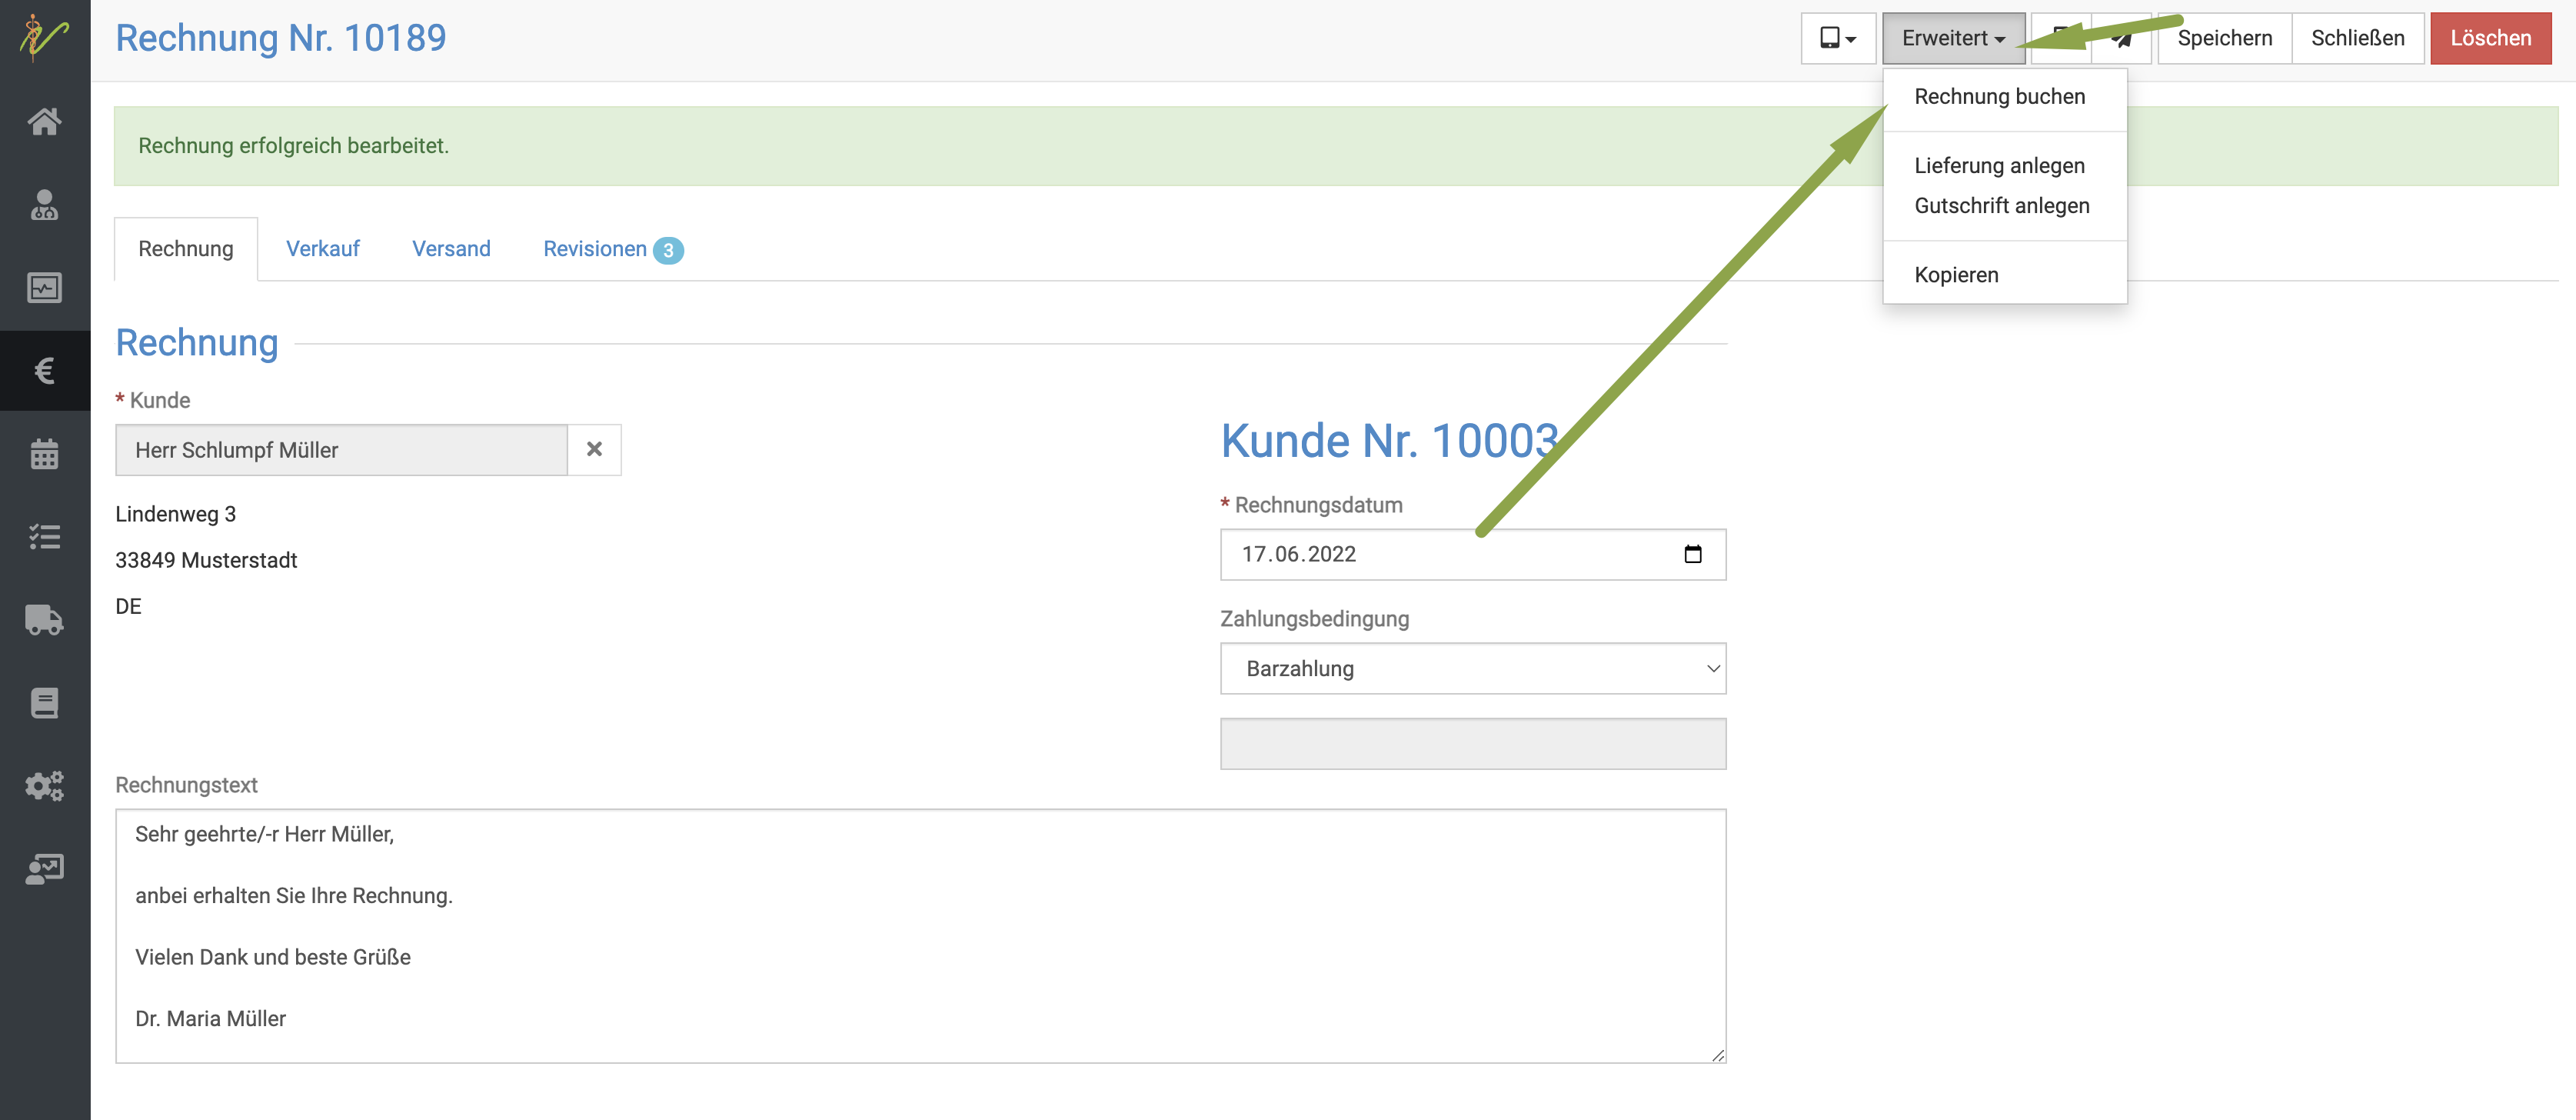 Rechnung Nr. 10189
Erweitert
Speichern
Schließen
Löschen
Rechnung buchen
Lieferung anlegen
Gutschrift anlegen
Kopieren
Rechnung erfolgreich bearbeitet.
Rechnung
Verkauf
Versand
Revisionen 3
Rechnung
* Kunde
Herr Schlumpf Müller
Lindenweg 3
33849 Musterstadt
DE
Kunde Nr. 10003
* Rechnungsdatum
17.06.2022
Zahlungsbedingung
Barzahlung
Rechnungstext
Sehr geehrte/-r Herr Müller,
anbei erhalten Sie Ihre Rechnung.
Vielen Dank und beste Grüße
Dr. Maria Müller